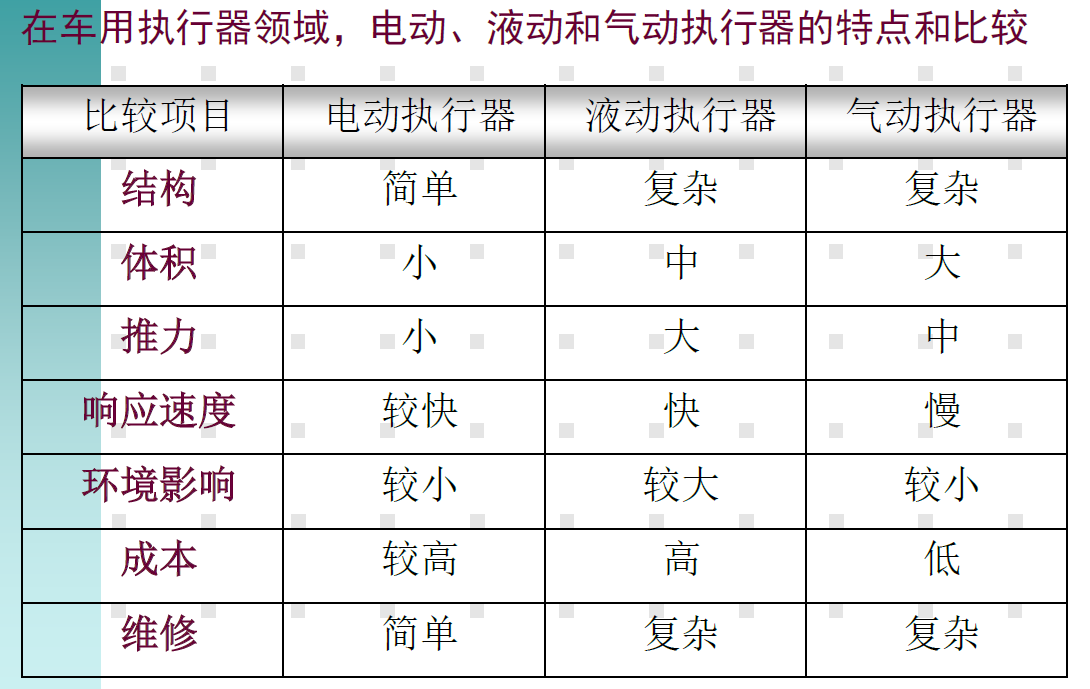 在车用执行器领域，电动、液动和气动执行器的特点和比较
比较项目 电动执行器 液动执行器 气动执行器
结构 简单 复杂 复杂
体积 小 中 大
推力 小 大 中
响应速度 较快 快 慢
环境影响 较小 较大 较小
成本 较高 高 低
维修 简单 复杂 复杂